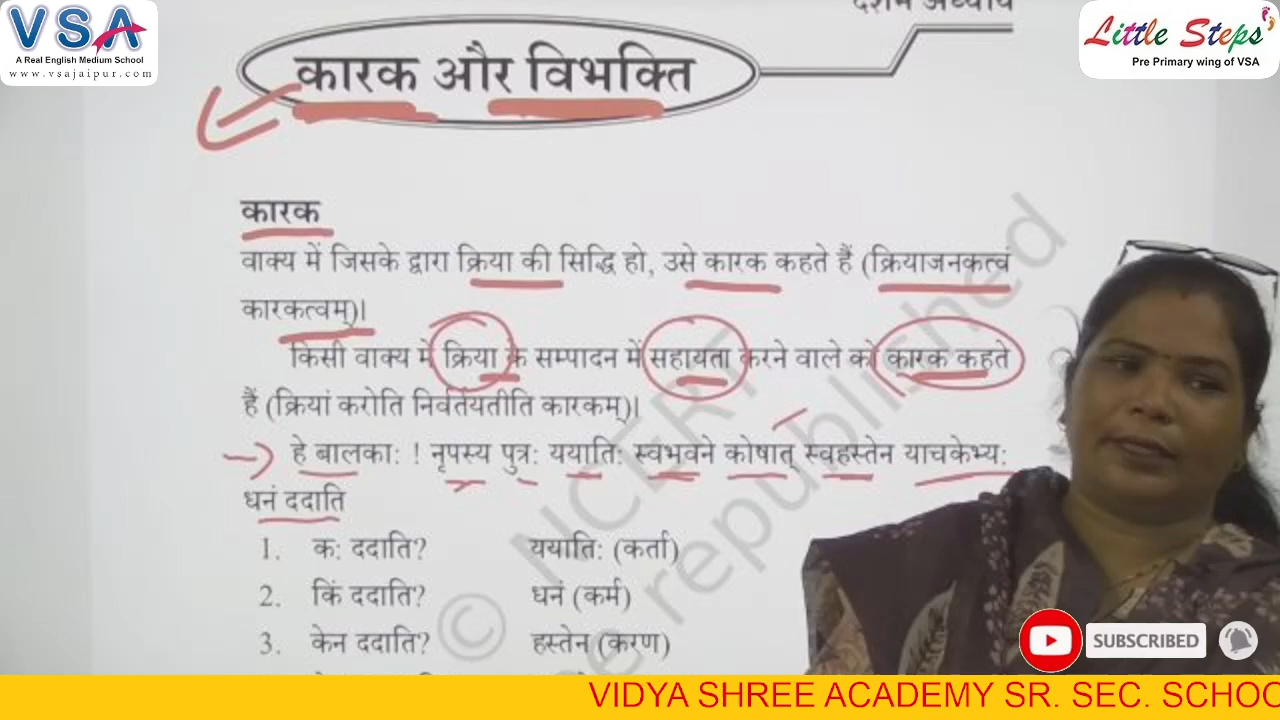 VSA
A Real English Medium School
www.vsajaipur.com
Little Steps
Pre Primary wing of VSA
दशम अध्याय
कारक और विभक्ति
कारक
वाक्य में जिसके द्वारा क्रिया की सिद्धि हो, उसे कारक कहते हैं (क्रियाजनकत्वं
कारकत्वम्)।
किसी वाक्य में क्रिया के सम्पादन में सहायता करने वाले को कारक कहते
हैं (क्रियां करोति निर्वर्तयतीति कारकम्)।
हे बालका: ! नृपस्य पुत्र: ययाति: स्वभवने कोषात् स्वहस्तेन याचकेभ्य:
धनं ददाति
1. क: ददाति? ययाति: (कर्ता)
2. किं ददाति? धनं (कर्म)
3. केन ददाति? हस्तेन (करण)
© NCERT
be republished
SUBSCRIBED
VIDYA SHREE ACADEMY SR. SEC. SCHOO